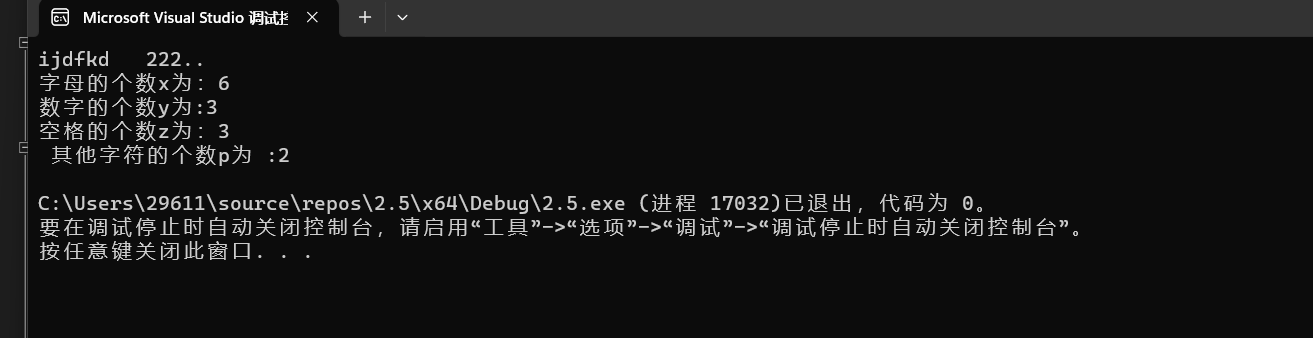 Microsoft Visual Studio 调试控
ijdfkd   222..
字母的个数x为: 6
数字的个数y为:3
空格的个数z为: 3
 其他字符的个数p为 :2
C:\Users\29611\source\repos\2.5\x64\Debug\2.5.exe (进程 17032)已退出，代码为 0。
要在调试停止时自动关闭控制台，请启用“工具”->“选项”->“调试”->“调试停止时自动关闭控制台”。
按任意键关闭此窗口. . .